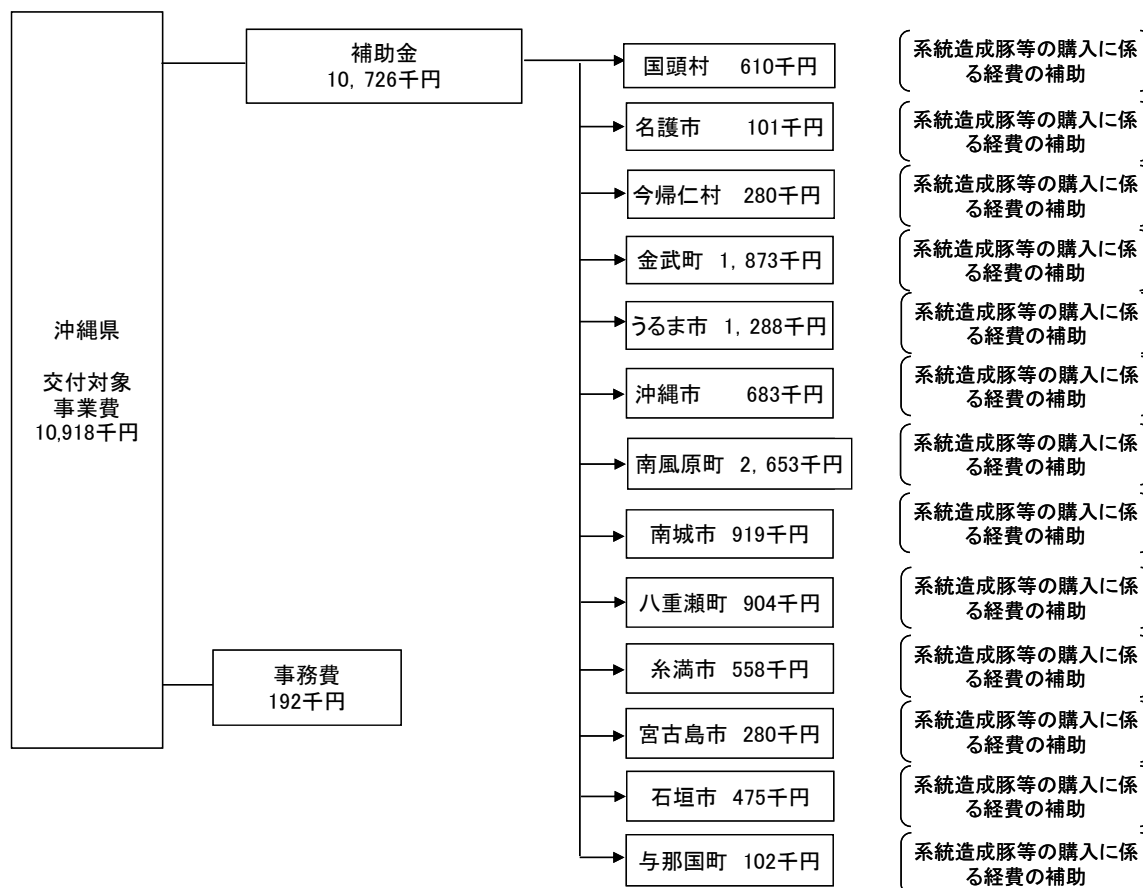 沖縄県
交付対象
事業費
10,918千円
補助金
10, 726千円
事務費
192千円
国頭村 610千円
系統造成豚等の購入に係
る経費の補助
名護市 101千円
系統造成豚等の購入に係
る経費の補助
今帰仁村 280千円
系統造成豚等の購入に係
る経費の補助
金武町 1, 873千円
系統造成豚等の購入に係
る経費の補助
うるま市 1, 288千円
系統造成豚等の購入に係
る経費の補助
沖縄市 683千円
系統造成豚等の購入に係
る経費の補助
南風原町 2, 653千円
系統造成豚等の購入に係
る経費の補助
南城市 919千円
系統造成豚等の購入に係
る経費の補助
八重瀬町 904千円
系統造成豚等の購入に係
る経費の補助
糸満市 558千円
系統造成豚等の購入に係
る経費の補助
宮古島市 280千円
系統造成豚等の購入に係
る経費の補助
石垣市 475千円
系統造成豚等の購入に係
る経費の補助
与那国町 102千円
系統造成豚等の購入に係
る経費の補助